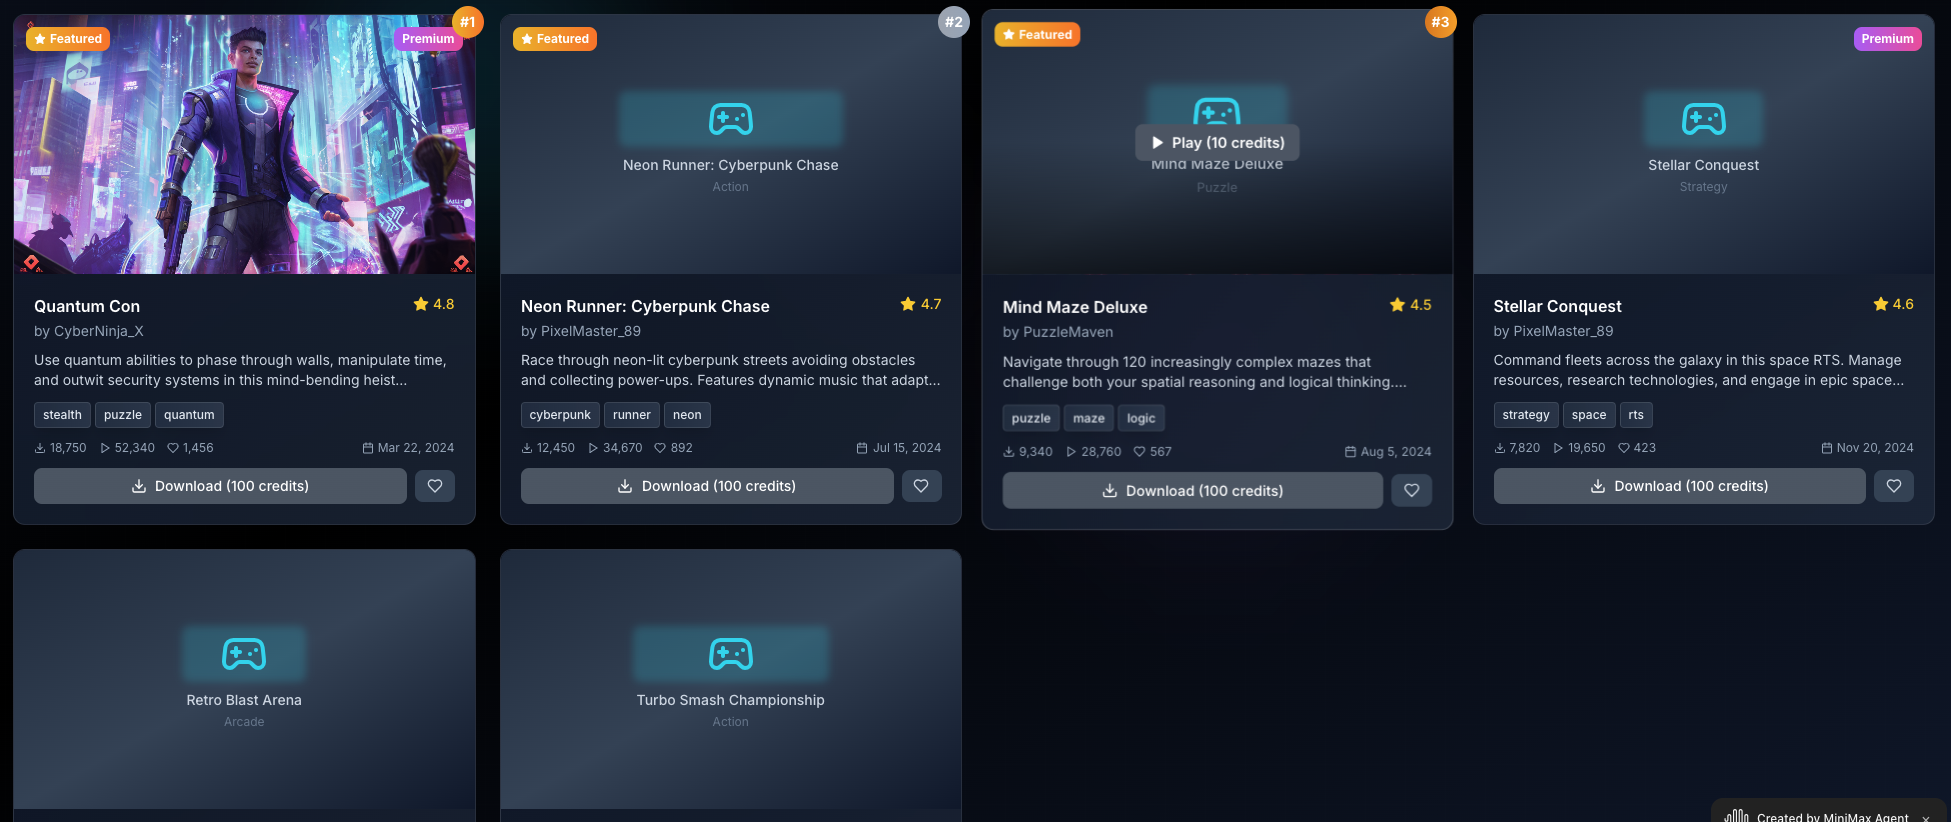 Featured
Premium
#1
Quantum Con
4.8
by CyberNinja_X
Use quantum abilities to phase through walls, manipulate time,
and outwit security systems in this mind-bending heist...
stealth
puzzle
quantum
18,750
52,340
1,456
Mar 22, 2024
Download (100 credits)
Featured
#2
Neon Runner: Cyberpunk Chase
Action
Neon Runner: Cyberpunk Chase
4.7
by PixelMaster_89
Race through neon-lit cyberpunk streets avoiding obstacles
and collecting power-ups. Features dynamic music that adapt...
cyberpunk
runner
neon
12,450
34,670
892
Jul 15, 2024
Download (100 credits)
Featured
#3
Play (10 credits)
Mind Maze Deluxe
Puzzle
Mind Maze Deluxe
4.5
by PuzzleMaven
Navigate through 120 increasingly complex mazes that
challenge both your spatial reasoning and logical thinking....
puzzle
maze
logic
9,340
28,760
567
Aug 5, 2024
Download (100 credits)
Premium
Stellar Conquest
Strategy
Stellar Conquest
4.6
by PixelMaster_89
Command fleets across the galaxy in this space RTS. Manage
resources, research technologies, and engage in epic space...
strategy
space
rts
7,820
19,650
423
Nov 20, 2024
Download (100 credits)
Retro Blast Arena
Arcade
Turbo Smash Championship
Action
Created by MiniMax Agent